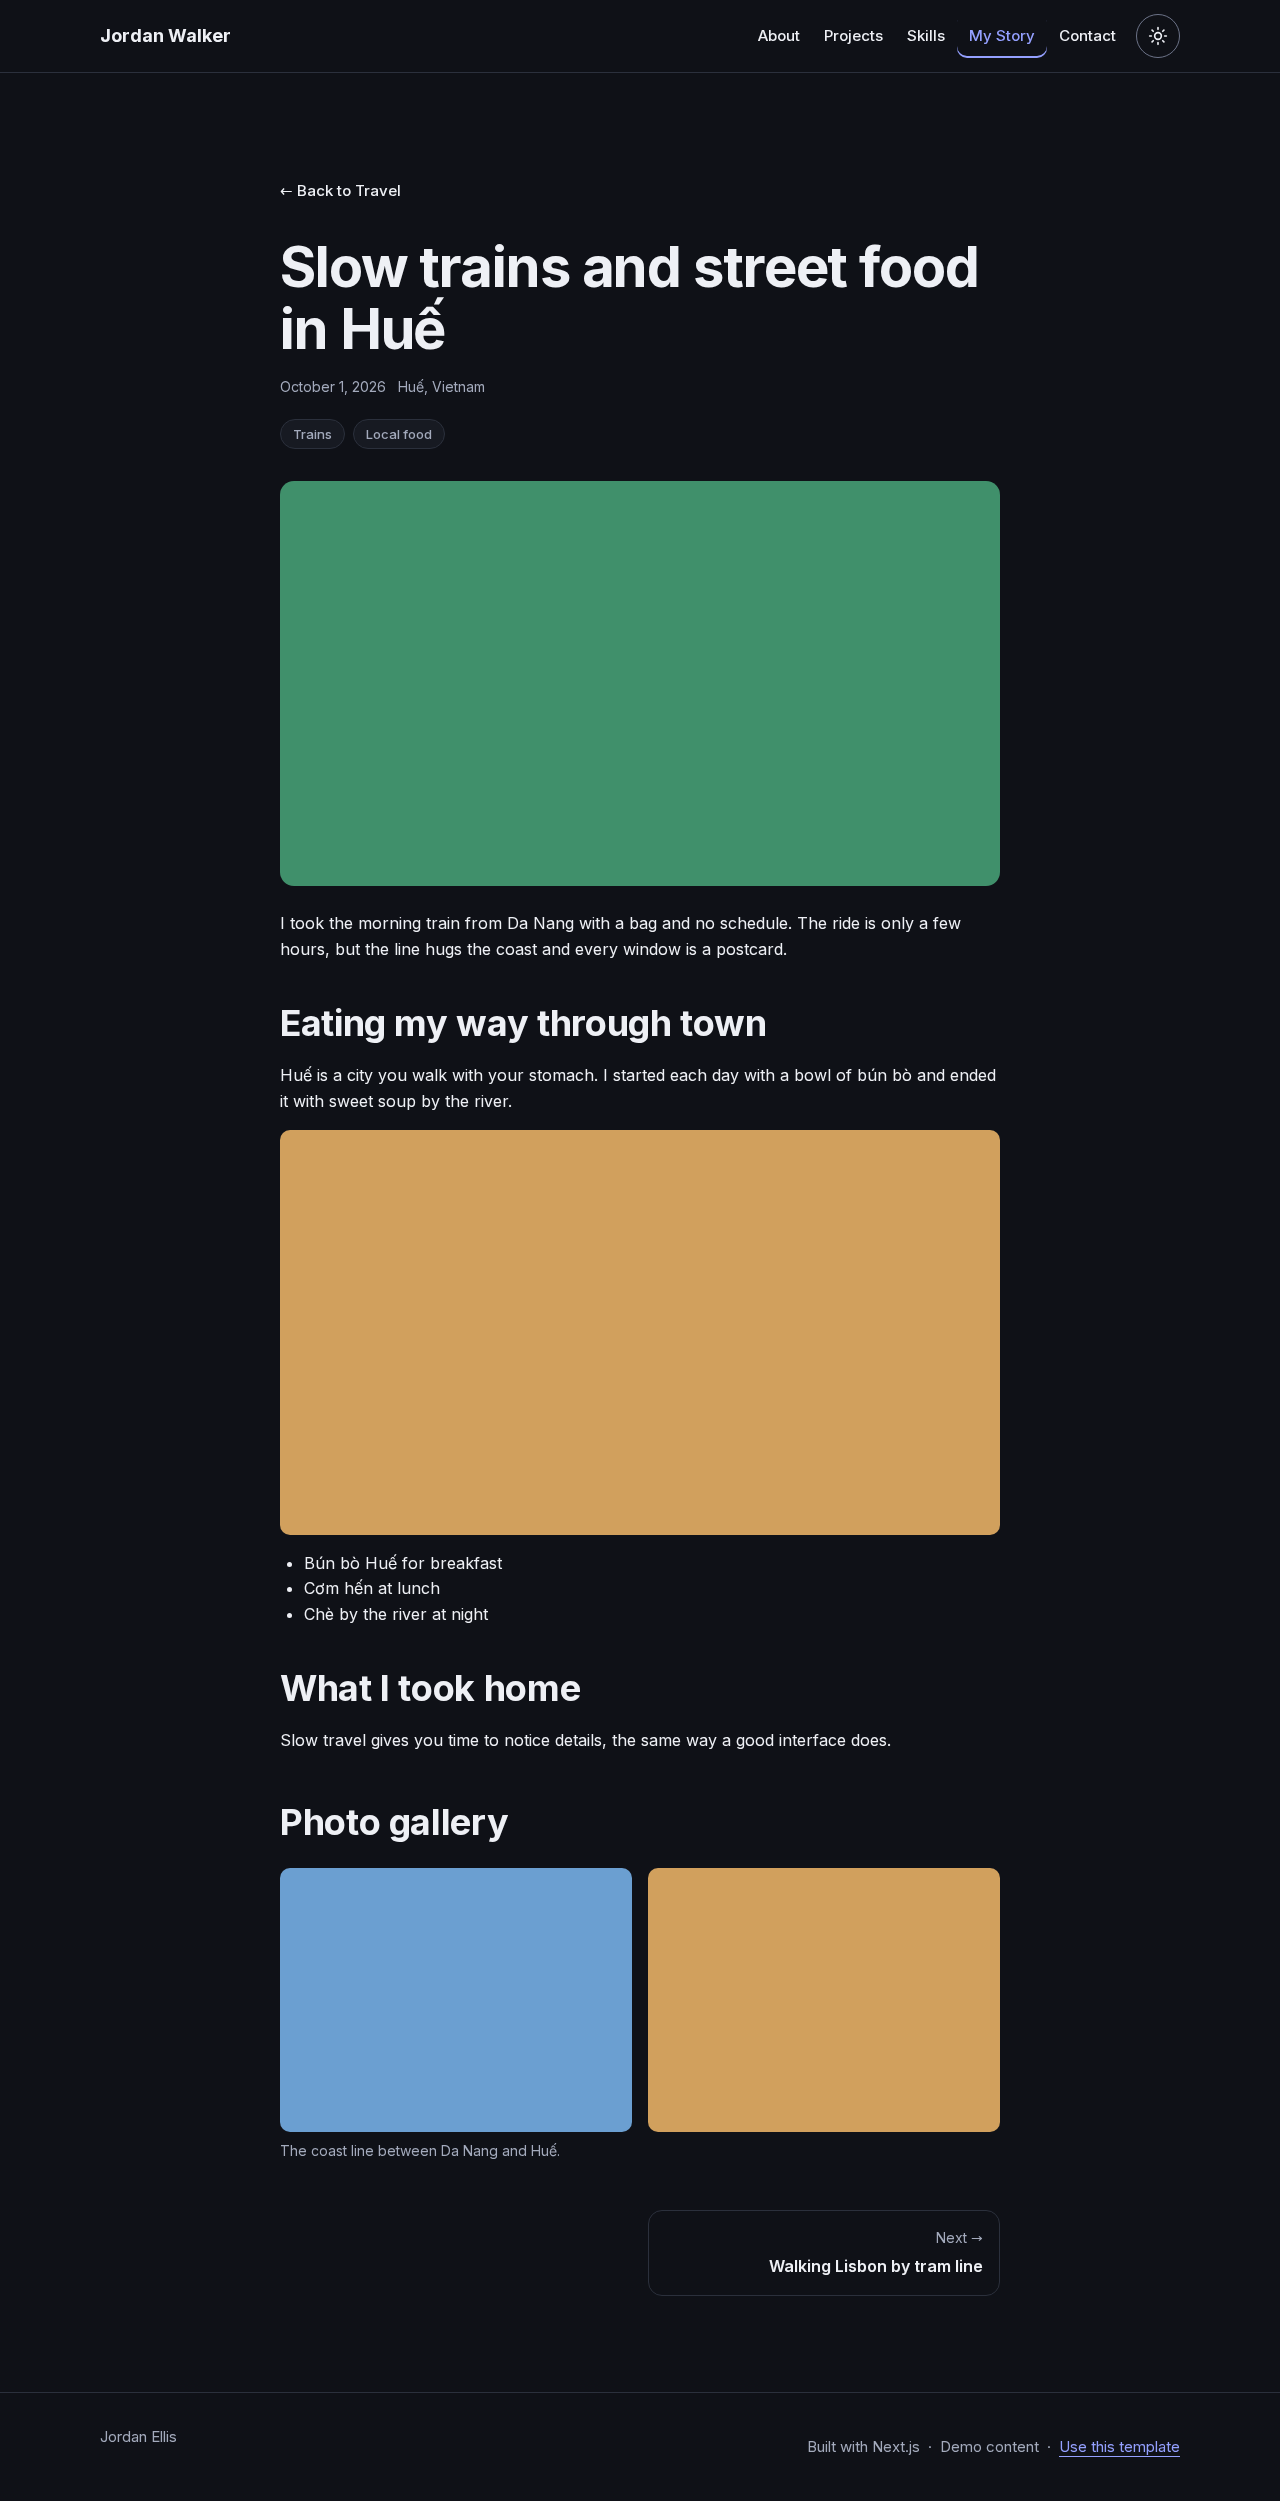 Jordan Walker
About
Projects
Skills
My Story
Contact
← Back to Travel
Slow trains and street food
in Huế
October 1, 2026
Huế, Vietnam
Trains
Local food
I took the morning train from Da Nang with a bag and no schedule. The ride is only a few
hours, but the line hugs the coast and every window is a postcard.
Eating my way through town
Huế is a city you walk with your stomach. I started each day with a bowl of bún bò and ended
it with sweet soup by the river.
• Bún bò Huế for breakfast
• Cơm hến at lunch
• Chè by the river at night
What I took home
Slow travel gives you time to notice details, the same way a good interface does.
Photo gallery
The coast line between Da Nang and Huế.
Next →
Walking Lisbon by tram line
Jordan Ellis
Built with Next.js · Demo content · Use this template